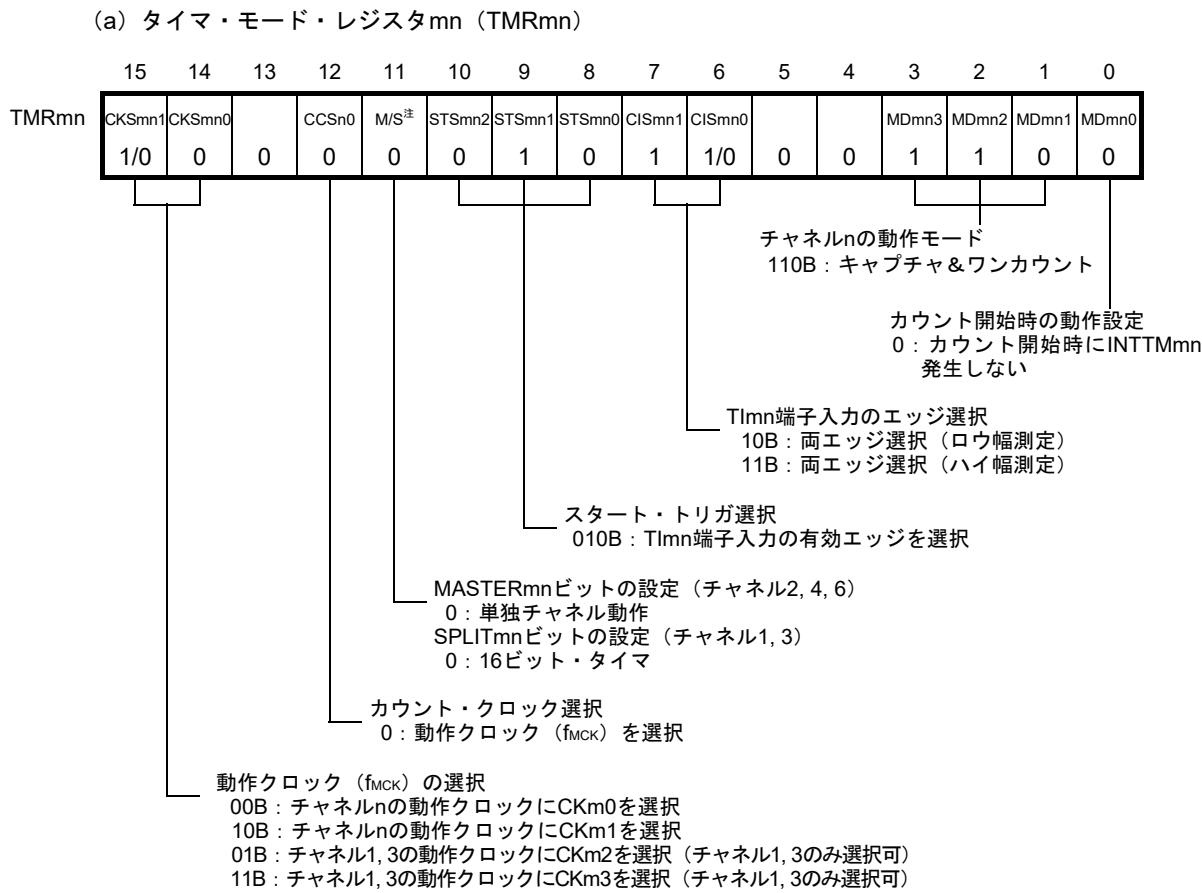 (a) タイマ・モード・レジスタmn（TMRmn）
15 14 13 12 11 10 9 8 7 6 5 4 3 2 1 0
TMRmn CKSmn1 CKSmn0 CCSn0 M/S注 STSmn2 STSmn1 STSmn0 CISmn1 CISmn0 MDmn3 MDmn2 MDmn1 MDmn0
1/0 0 0 0 0 0 1 0 1 1/0 0 0 1 1 0 0
チャネルnの動作モード
110B：キャプチャ＆ワンカウント
カウント開始時の動作設定
0：カウント開始時にINTTMmn
発生しない
TImn端子入力のエッジ選択
10B：両エッジ選択（ロウ幅測定）
11B：両エッジ選択（ハイ幅測定）
スタート・トリガ選択
010B：TImn端子入力の有効エッジを選択
MASTERmnビットの設定（チャネル2, 4, 6）
0：単独チャネル動作
SPLITmnビットの設定（チャネル1, 3）
0：16ビット・タイマ
カウント・クロック選択
0：動作クロック（fMCK）を選択
動作クロック（fMCK）の選択
00B：チャネルnの動作クロックにCKm0を選択
10B：チャネルnの動作クロックにCKm1を選択
01B：チャネル1, 3の動作クロックにCKm2を選択（チャネル1, 3のみ選択可）
11B：チャネル1, 3の動作クロックにCKm3を選択（チャネル1, 3のみ選択可）